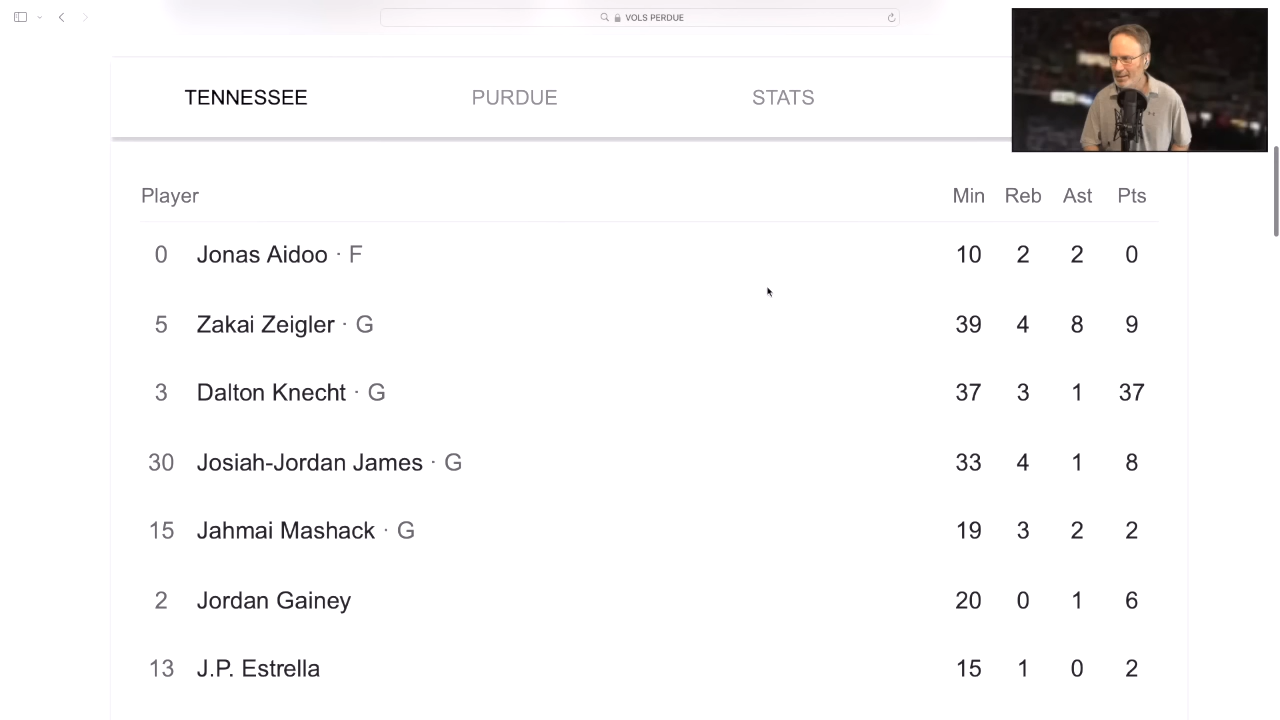 VOLS PERDUE
TENNESSEE PURDUE STATS
Player Min Reb Ast Pts
0 Jonas Aidoo · F 10 2 2 0
5 Zakai Zeigler · G 39 4 8 9
3 Dalton Knecht · G 37 3 1 37
30 Josiah-Jordan James · G 33 4 1 8
15 Jahmai Mashack · G 19 3 2 2
2 Jordan Gainey 20 0 1 6
13 J.P. Estrella 15 1 0 2